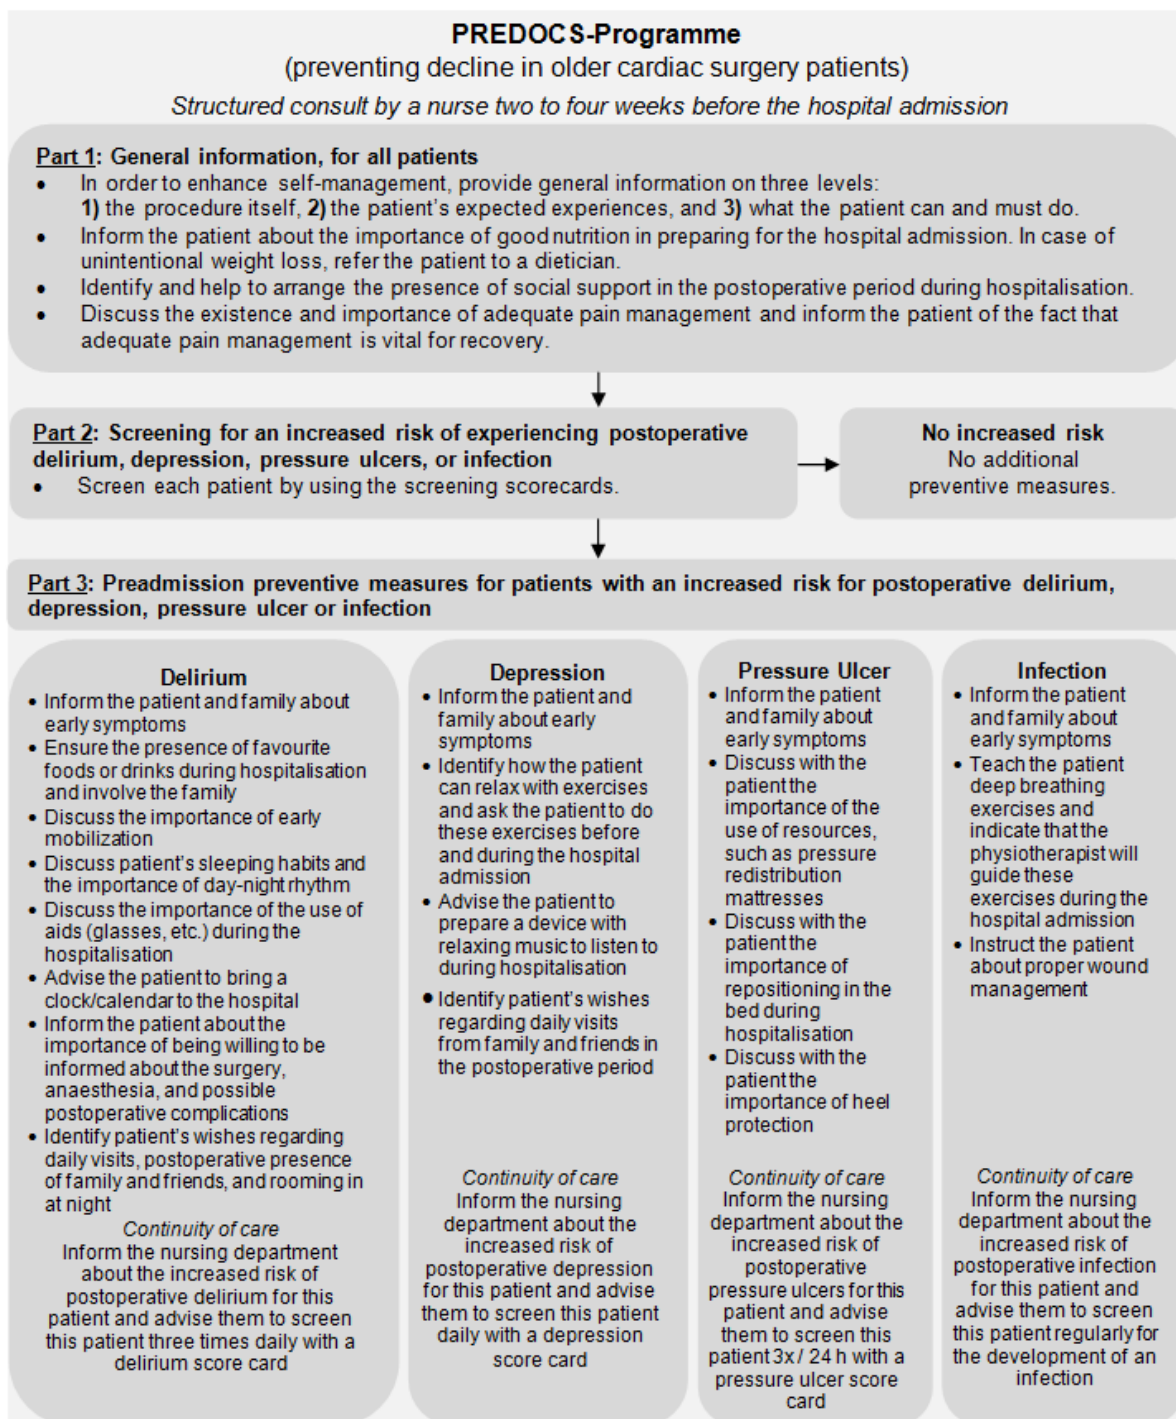 PREDOCS-Programme
(preventing decline in older cardiac surgery patients)
Structured consult by a nurse two to four weeks before the hospital admission
Part 1: General information, for all patients
• In order to enhance self-management, provide general information on three levels:
1) the procedure itself, 2) the patient's expected experiences, and 3) what the patient can and must do.
• Inform the patient about the importance of good nutrition in preparing for the hospital admission. In case of
unintentional weight loss, refer the patient to a dietician.
• Identify and help to arrange the presence of social support in the postoperative period during hospitalisation.
• Discuss the existence and importance of adequate pain management and inform the patient of the fact that
adequate pain management is vital for recovery.
Part 2: Screening for an increased risk of experiencing postoperative
delirium, depression, pressure ulcers, or infection
• Screen each patient by using the screening scorecards.
No increased risk
No additional
preventive measures.
Part 3: Preadmission preventive measures for patients with an increased risk for postoperative delirium,
depression, pressure ulcer or infection
Delirium
• Inform the patient and family about
early symptoms
• Ensure the presence of favourite
foods or drinks during hospitalisation
and involve the family
• Discuss the importance of early
mobilization
• Discuss patient's sleeping habits and
the importance of day-night rhythm
• Discuss the importance of the use of
aids (glasses, etc.) during the
hospitalisation
• Advise the patient to bring a
clock/calendar to the hospital
• Inform the patient about the
importance of being willing to be
informed about the surgery,
anaesthesia, and possible
postoperative complications
• Identify patient's wishes regarding
daily visits, postoperative presence
of family and friends, and rooming in
at night
Continuity of care
Inform the nursing department
about the increased risk of
postoperative delirium for this
patient and advise them to screen
this patient three times daily with a
delirium score card
Depression
• Inform the patient and
family about early
symptoms
• Identify how the patient
can relax with exercises
and ask the patient to do
these exercises before
and during the hospital
admission
• Advise the patient to
prepare a device with
relaxing music to listen to
during hospitalisation
• Identify patient's wishes
regarding daily visits
from family and friends in
the postoperative period
Continuity of care
Inform the nursing
department about the
increased risk of
postoperative depression
for this patient and advise
them to screen this patient
daily with a depression
score card
Pressure Ulcer
• Inform the patient
and family about
early symptoms
• Discuss with the
patient the
importance of the
use of resources,
such as pressure
redistribution
mattresses
• Discuss with the
patient the
importance of
repositioning in the
bed during
hospitalisation
• Discuss with the
patient the
importance of heel
protection
Continuity of care
Inform the nursing
department about the
increased risk of
postoperative
pressure ulcers for this
patient and advise
them to screen this
patient 3x / 24 h with a
pressure ulcer score
card
Infection
• Inform the patient
and family about
early symptoms
• Teach the patient
deep breathing
exercises and
indicate that the
physiotherapist will
guide these
exercises during the
hospital admission
• Instruct the patient
about proper wound
management
Continuity of care
Inform the nursing
department about the
increased risk of
postoperative infection
for this patient and
advise them to screen
this patient regularly for
the development of an
infection